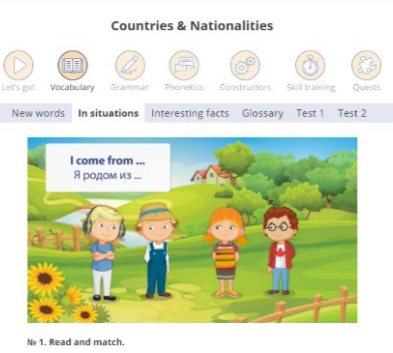 Countries & Nationalities
Let's go! Vocabulary Grammar Phonetics Constructors Skill training Quests
New words In situations Interesting facts Glossary Test 1 Test 2
I come from ...
Я родом из ...
№ 1. Read and match.